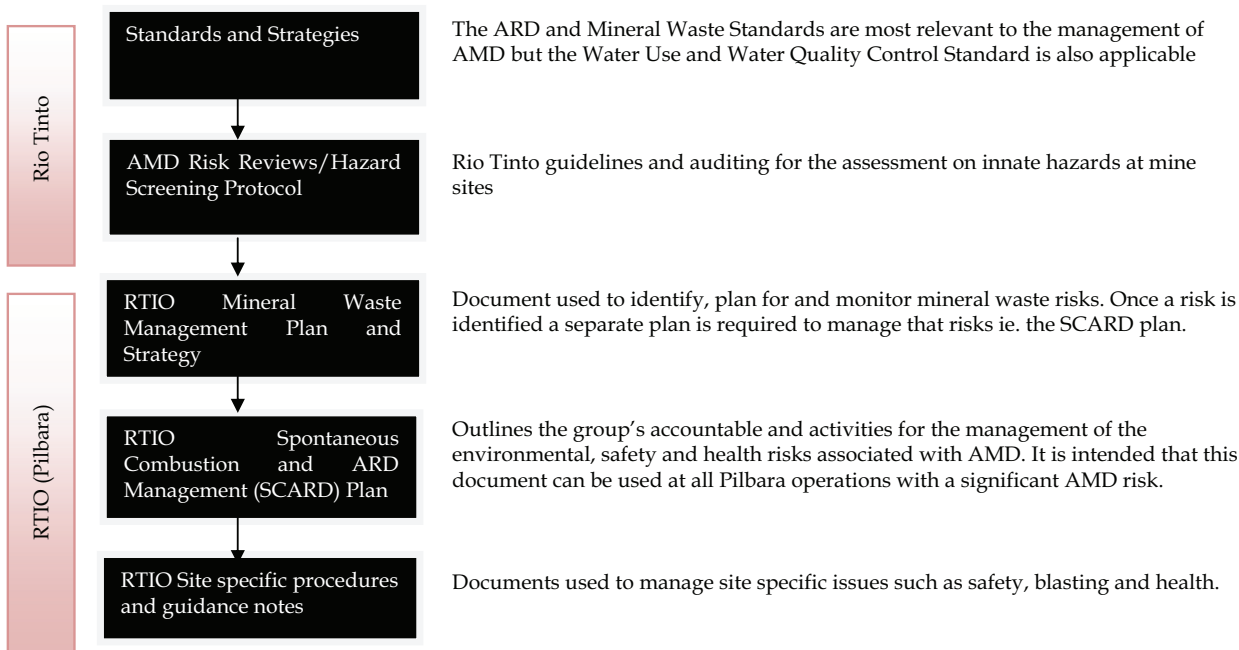 Rio Tinto
Standards and Strategies
The ARD and Mineral Waste Standards are most relevant to the management of
AMD but the Water Use and Water Quality Control Standard is also applicable
AMD Risk Reviews/Hazard
Screening Protocol
Rio Tinto guidelines and auditing for the assessment on innate hazards at mine
sites
RTIO (Pilbara)
RTIO Mineral Waste
Management Plan and
Strategy
Document used to identify, plan for and monitor mineral waste risks. Once a risk is
identified a separate plan is required to manage that risks ie. the SCARD plan.
RTIO Spontaneous
Combustion and ARD
Management (SCARD) Plan
Outlines the group's accountable and activities for the management of the
environmental, safety and health risks associated with AMD. It is intended that this
document can be used at all Pilbara operations with a significant AMD risk.
RTIO Site specific procedures
and guidance notes
Documents used to manage site specific issues such as safety, blasting and health.